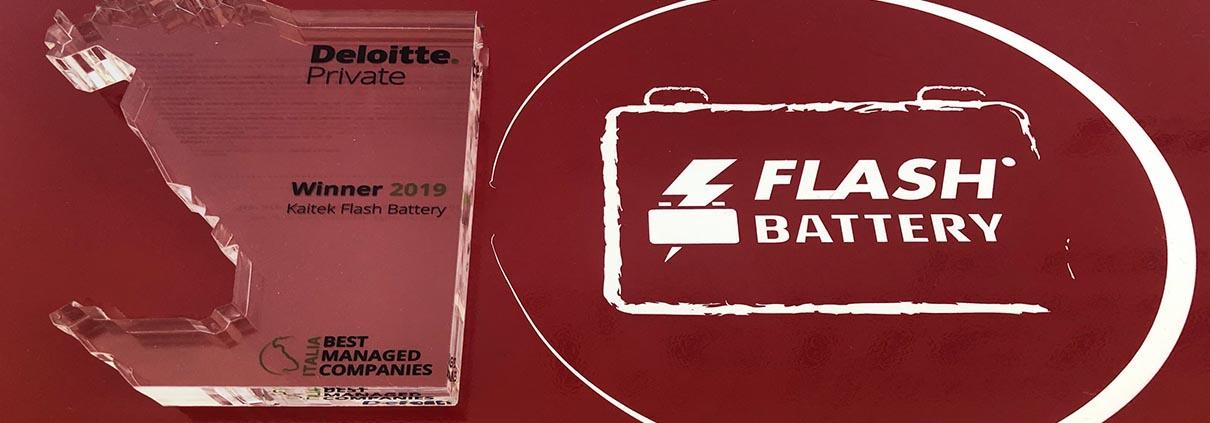 Deloitte.
Private
Winner 2019
Kaitek Flash Battery
ITALIA
BEST
MANAGED
COMPANIES
FLASH
BATTERY